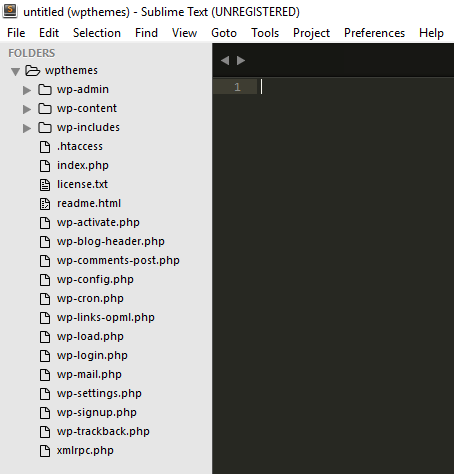 untitled (wpthemes) - Sublime Text (UNREGISTERED)
File Edit Selection Find View Goto Tools Project Preferences Help
FOLDERS
wpthemes
wp-admin
wp-content
wp-includes
.htaccess
index.php
license.txt
readme.html
wp-activate.php
wp-blog-header.php
wp-comments-post.php
wp-config.php
wp-cron.php
wp-links-opml.php
wp-load.php
wp-login.php
wp-mail.php
wp-settings.php
wp-signup.php
wp-trackback.php
xmlrpc.php
1